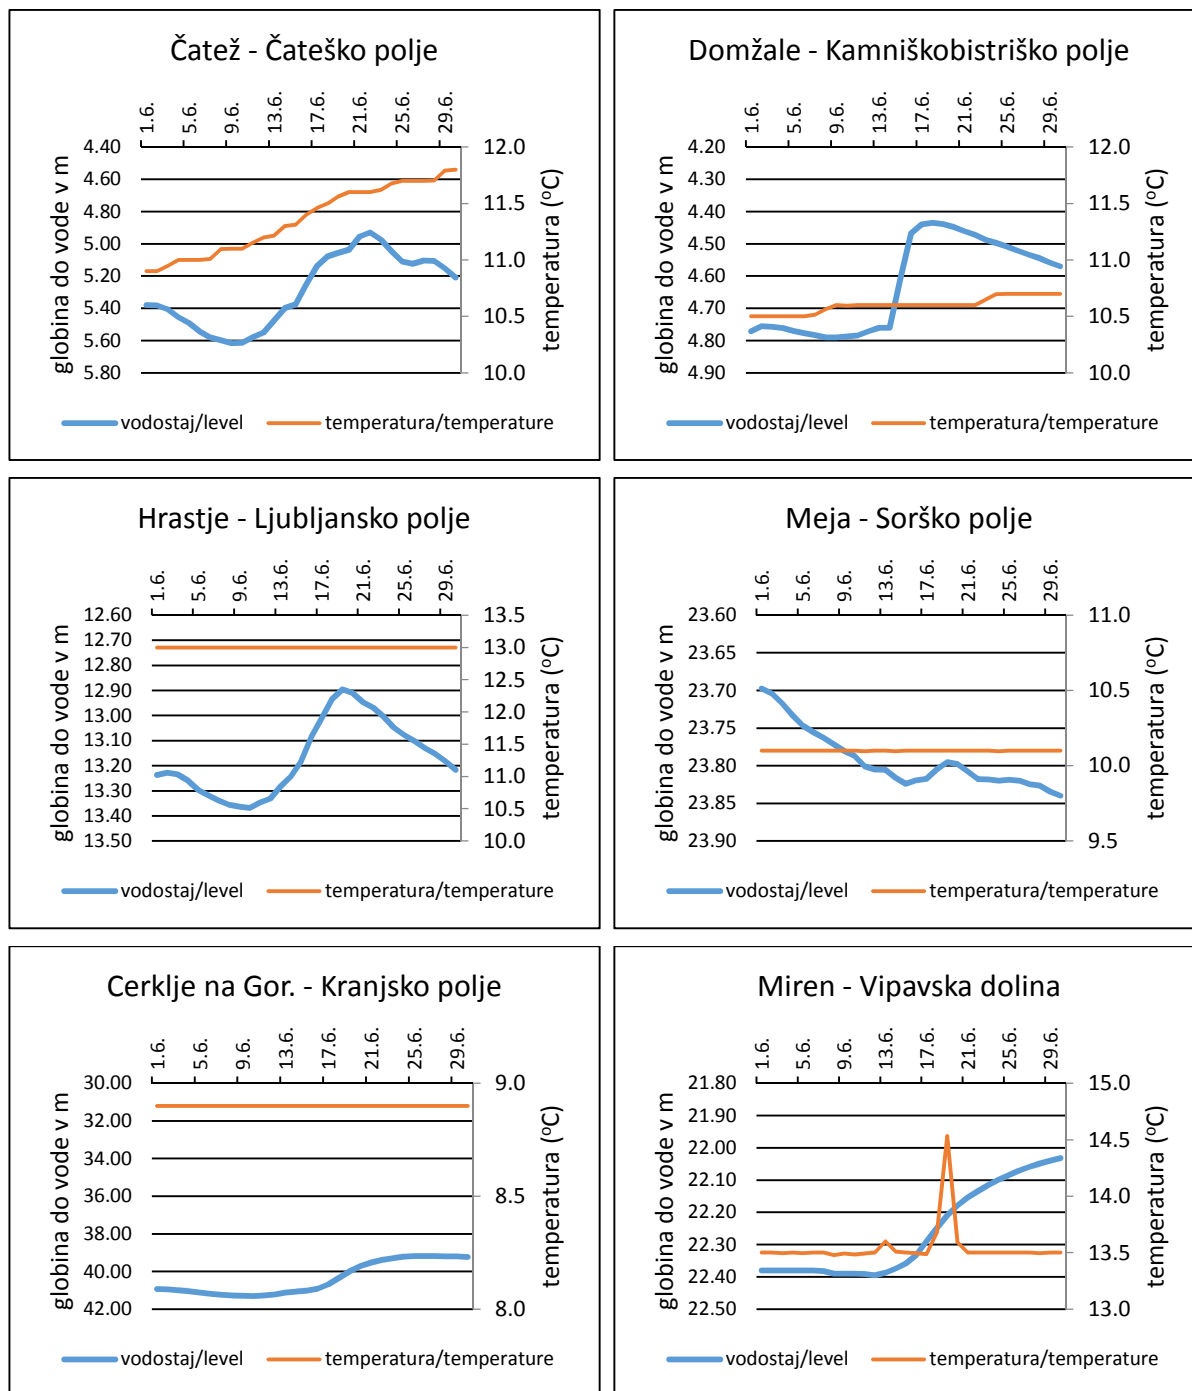 Čatež - Čateško polje
1.6. 5.6. 9.6. 13.6. 17.6. 21.6. 25.6. 29.6.
globina do vode v m
4.40
4.60
4.80
5.00
5.20
5.40
5.60
5.80
12.0
11.5
11.0
10.5
10.0
temperatura (°C)
vodostaj/level temperatura/temperature
Domžale - Kamniškobistriško polje
1.6. 5.6. 9.6. 13.6. 17.6. 21.6. 25.6. 29.6.
globina do vode v m
4.20
4.30
4.40
4.50
4.60
4.70
4.80
4.90
12.0
11.5
11.0
10.5
10.0
temperatura (°C)
vodostaj/level temperatura/temperature
Hrastje - Ljubljansko polje
1.6. 5.6. 9.6. 13.6. 17.6. 21.6. 25.6. 29.6.
globina do vode v m
12.60
12.70
12.80
12.90
13.00
13.10
13.20
13.30
13.40
13.50
13.5
13.0
12.5
12.0
11.5
11.0
10.5
10.0
temperatura (°C)
vodostaj/level temperatura/temperature
Meja - Sorško polje
1.6. 5.6. 9.6. 13.6. 17.6. 21.6. 25.6. 29.6.
globina do vode v m
23.60
23.65
23.70
23.75
23.80
23.85
23.90
11.0
10.5
10.0
9.5
temperatura (°C)
vodostaj/level temperatura/temperature
Cerklje na Gor. - Kranjsko polje
1.6. 5.6. 9.6. 13.6. 17.6. 21.6. 25.6. 29.6.
globina do vode v m
30.00
32.00
34.00
36.00
38.00
40.00
42.00
9.0
8.5
8.0
temperatura (°C)
vodostaj/level temperatura/temperature
Miren - Vipavska dolina
1.6. 5.6. 9.6. 13.6. 17.6. 21.6. 25.6. 29.6.
globina do vode v m
21.80
21.90
22.00
22.10
22.20
22.30
22.40
22.50
15.0
14.5
14.0
13.5
13.0
temperatura (°C)
vodostaj/level temperatura/temperature